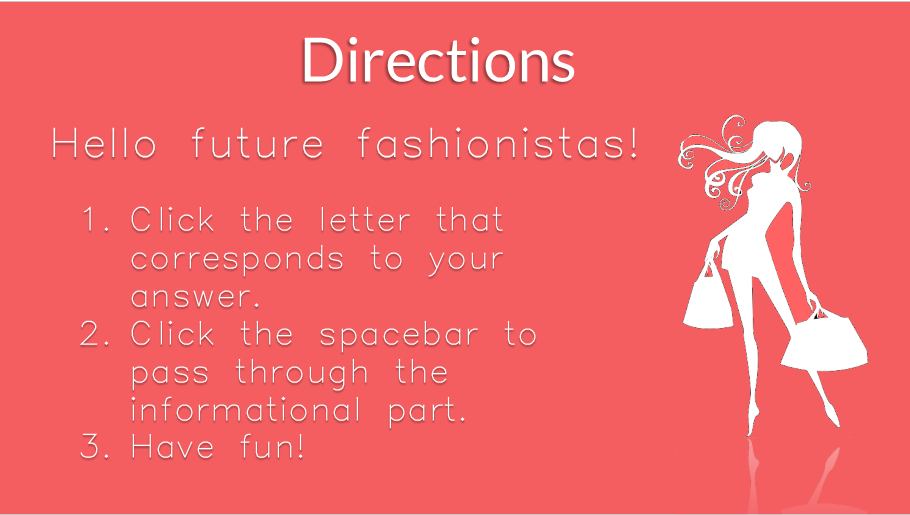 Directions
Hello future fashionistas!
1. Click the letter that
corresponds to your
answer.
2. Click the spacebar to
pass through the
informational part.
3. Have fun!